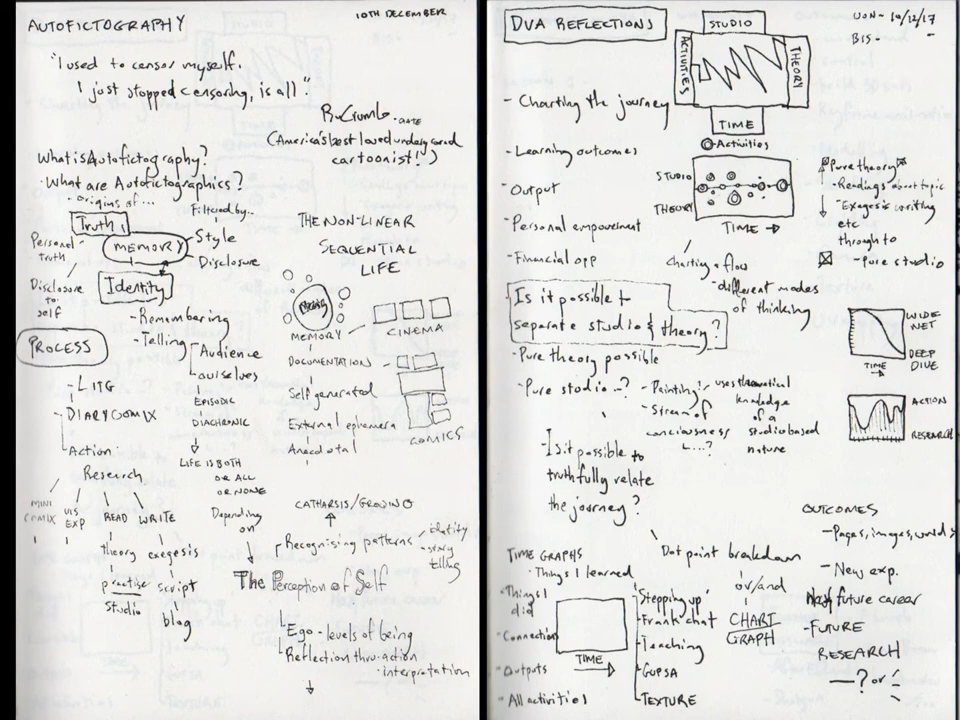 AUTOFICTOGRAPHY
10TH DECEMBER
"I used to censor myself.
I just stopped censoring, is all."
R. Crumb.
(America's best loved underground
cartoonist!)
What is Autofictography?
What are Autofictographics?
- origins of...
Filtered by..
Truth,
Personal
truth
MEMORY
Style
Disclosure
Disclosure
to
self
Identity
- Remembering
- Telling
Audience
ourselves
EPISODIC
DIACHRONIC
LIFE IS BOTH
OR ALL
OR NONE
Depending
on
PROCESS
- LITG
- DIARY COMIX
Action
Research
MINI
COMIX
VIS
EXP
READ
WRITE
theory
exegesis
practise
script
studio
blog
THE NON-LINEAR
SEQUENTIAL
LIFE
MEMORY
CINEMA
DOCUMENTATION
Self generated
External ephemera
Anecdotal
COMICS
CATHARSIS/GROWING
Recognising patterns
identity
story
telling
The Perception of Self
- Ego - levels of being
Reflection thru action
- interpretation
DVA REFLECTIONS
UON - 10/12/17
BIS -
STUDIO
ACTIVITIES
THEORY
TIME
Activities
- Charting the journey
- Learning outcomes
- Output
- Personal empowerment
- Financial opp
STUDIO
THEORY
TIME
Pure theory
- Readings about topic
- Exegesis writing
etc
through to
- pure studio
charting a flow
- different modes
of thinking
Is it possible to
separate studio & theory?
- Pure theory possible
- Pure studio..?
- Painting?
uses theoretical
knowledge
of a
studio based
nature
- Stream of
conciousness
...?
WIDE
NET
DEEP
DIVE
TIME
ACTION
RESEARCH
- Is it possible to
truthfully relate
the journey?
TIME GRAPHS
- Things I learned
- Things I
did
- Connection
- Outputs
- All activities
TIME
Dot point breakdown
or/and
CHART
GRAPH
'Stepping up'
- Frank chat
- Teaching
- GUPSA
TEXTURE
OUTCOMES
- Pages, images, words
- New exp.
future career
- FUTURE
RESEARCH
? or